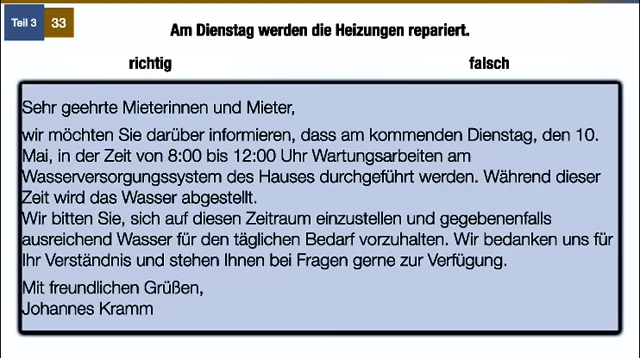 Teil 3 33
Am Dienstag werden die Heizungen repariert.
richtig falsch
Sehr geehrte Mieterinnen und Mieter,
wir möchten Sie darüber informieren, dass am kommenden Dienstag, den 10.
Mai, in der Zeit von 8:00 bis 12:00 Uhr Wartungsarbeiten am
Wasserversorgungssystem des Hauses durchgeführt werden. Während dieser
Zeit wird das Wasser abgestellt.
Wir bitten Sie, sich auf diesen Zeitraum einzustellen und gegebenenfalls
ausreichend Wasser für den täglichen Bedarf vorzuhalten. Wir bedanken uns für
Ihr Verständnis und stehen Ihnen bei Fragen gerne zur Verfügung.
Mit freundlichen Grüßen,
Johannes Kramm